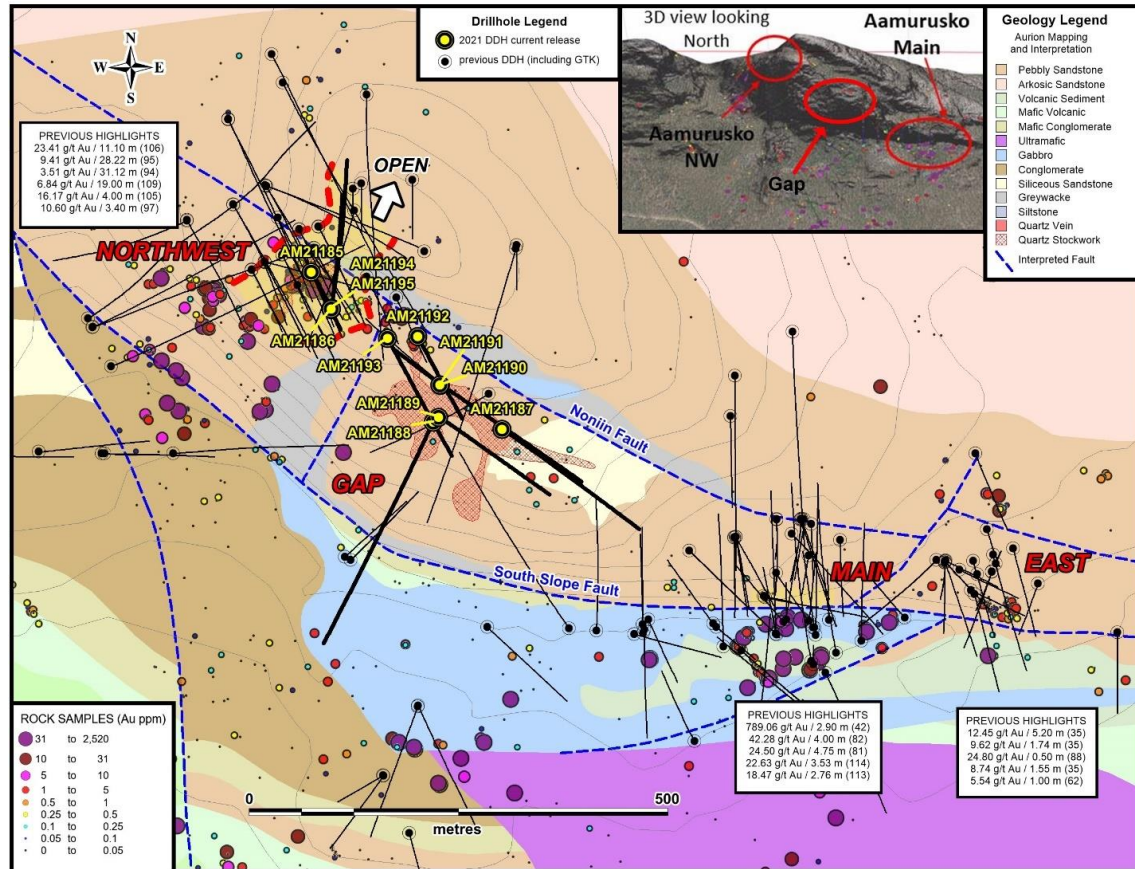 N
W E
S
PREVIOUS HIGHLIGHTS
23.41 g/t Au / 11.10 m (106)
9.41 g/t Au / 28.22 m (95)
3.51 g/t Au / 31.12 m (94)
6.84 g/t Au / 19.00 m (109)
16.17 g/t Au / 4.00 m (105)
10.60 g/t Au / 3.40 m (97)
Drillhole Legend
2021 DDH current release
previous DDH (including GTK)
3D view looking
North
Aamurusko
Main
Aamurusko
NW
Gap
Geology Legend
Aurion Mapping
and Interpretation
Pebbly Sandstone
Arkosic Sandstone
Volcanic Sediment
Mafic Volcanic
Mafic Conglomerate
Ultramafic
Gabbro
Conglomerate
Siliceous Sandstone
Greywacke
Siltstone
Quartz Vein
Quartz Stockwork
Interpreted Fault
OPEN
NORTHWEST
AM21185
AM21194
AM21195
AM21192
AM21186
AM21191
AM21193
AM21190
AM21189
AM21187
AM21188
Noniin Fault
GAP
South Slope Fault
MAIN
EAST
ROCK SAMPLES (Au ppm)
31 to 2,520
10 to 31
5 to 10
1 to 5
0.5 to 1
0.25 to 0.5
0.1 to 0.25
0.05 to 0.1
0 to 0.05
0 500
metres
PREVIOUS HIGHLIGHTS
789.06 g/t Au / 2.90 m (42)
42.28 g/t Au / 4.00 m (82)
24.50 g/t Au / 4.75 m (81)
22.63 g/t Au / 3.53 m (114)
18.47 g/t Au / 2.76 m (113)
PREVIOUS HIGHLIGHTS
12.45 g/t Au / 5.20 m (35)
9.62 g/t Au / 1.74 m (35)
24.80 g/t Au / 0.50 m (88)
8.74 g/t Au / 1.55 m (35)
5.54 g/t Au / 1.00 m (62)